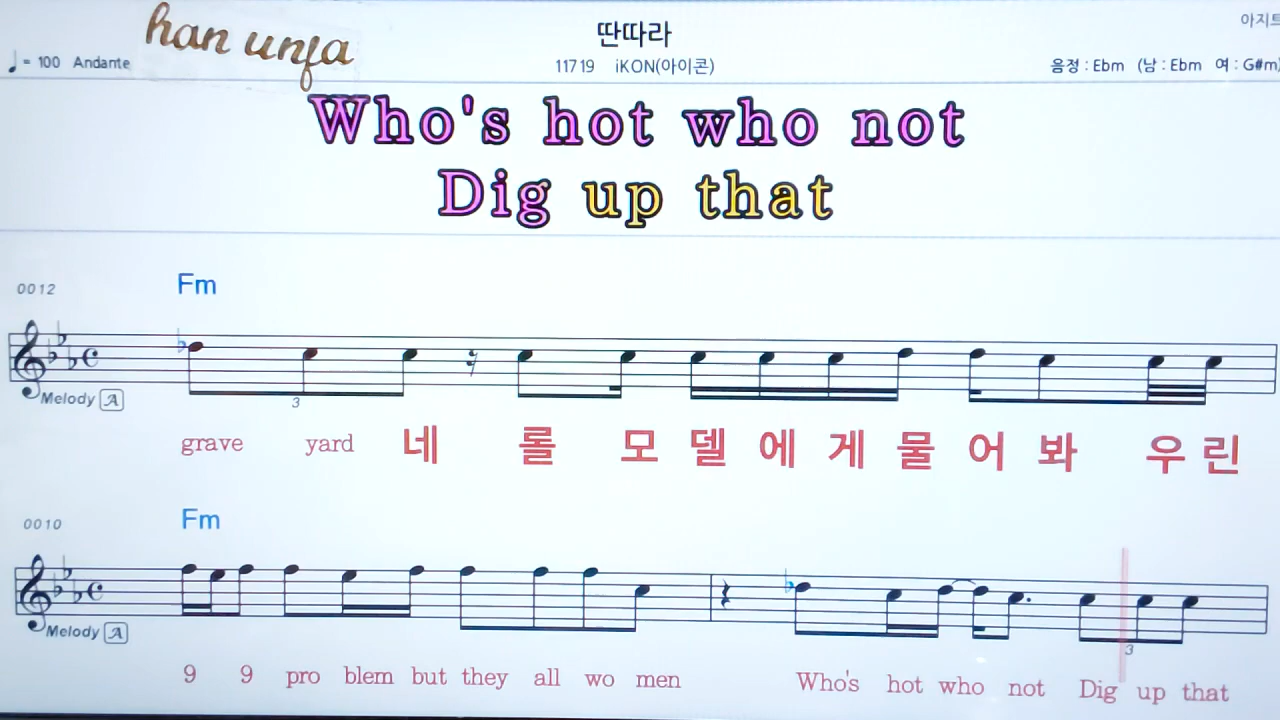 han unfa
딴따라
아지트
♩= 100 Andante
11719 iKON(아이콘)
음정 : Ebm (남 : Ebm 여 : G#m)
Who's hot who not
Dig up that
0012
Fm
Melody A
3
grave yard 네 롤 모 델 에 게 물 어 봐 우 린
0010
Fm
Melody A
3
9 9 pro blem but they all wo men Who's hot who not Dig up that